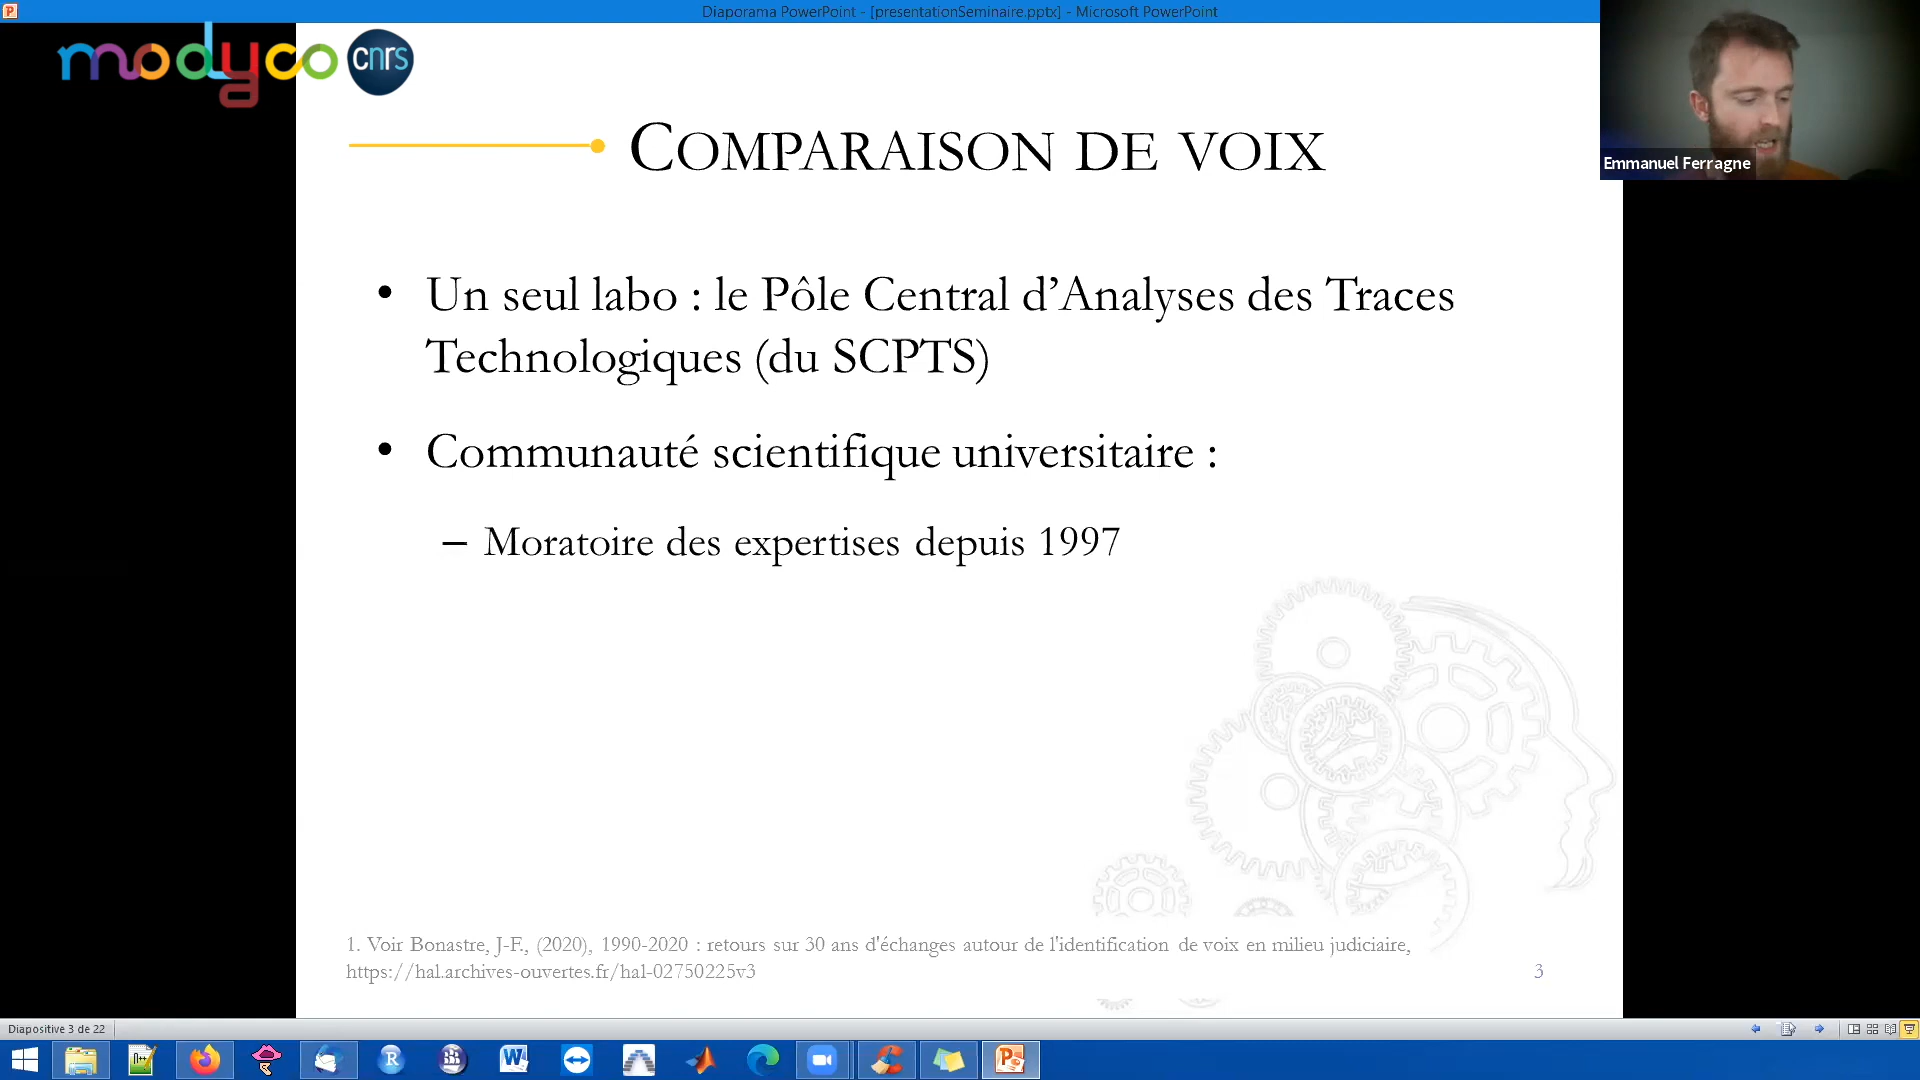 Diaporama PowerPoint - [presentationSeminaire.pptx] - Microsoft PowerPoint
modyco cnrs
Emmanuel Ferragne
COMPARAISON DE VOIX
• Un seul labo : le Pôle Central d’Analyses des Traces
Technologiques (du SCPTS)
• Communauté scientifique universitaire :
– Moratoire des expertises depuis 1997
1. Voir Bonastre, J-F., (2020), 1990-2020 : retours sur 30 ans d'échanges autour de l'identification de voix en milieu judiciaire,
https://hal.archives-ouvertes.fr/hal-02750225v3
3
Diapositive 3 de 22